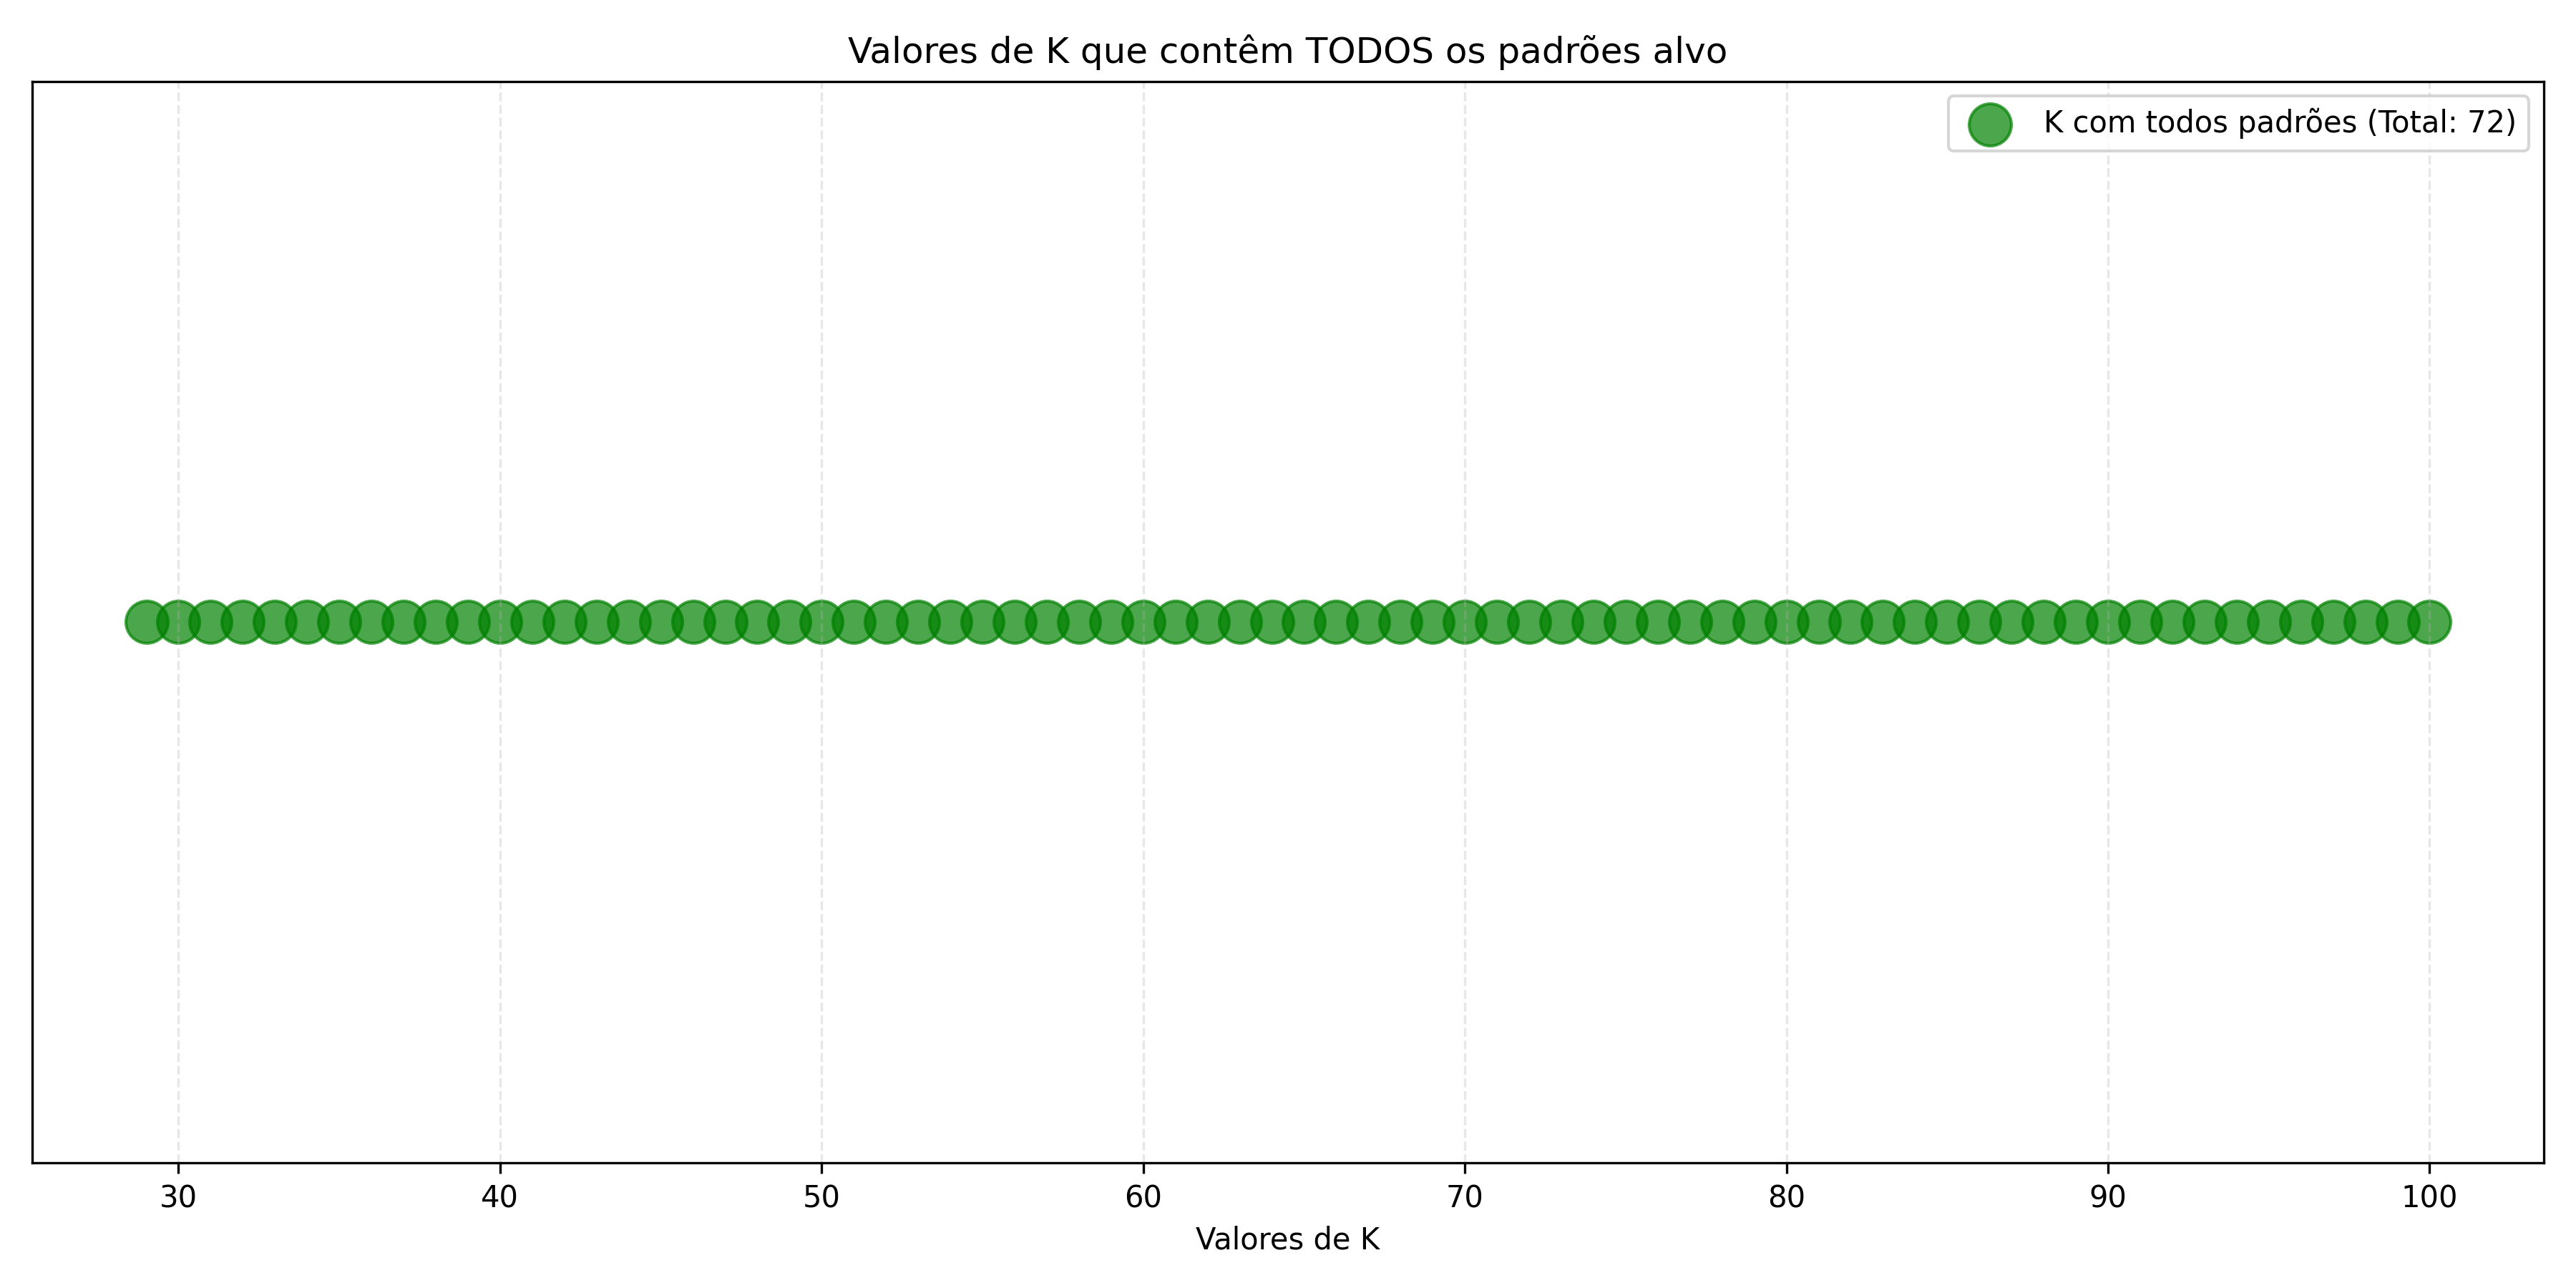 Valores de K que contêm TODOS os padrões alvo
K com todos padrões (Total: 72)
30 40 50 60 70 80 90 100
Valores de K